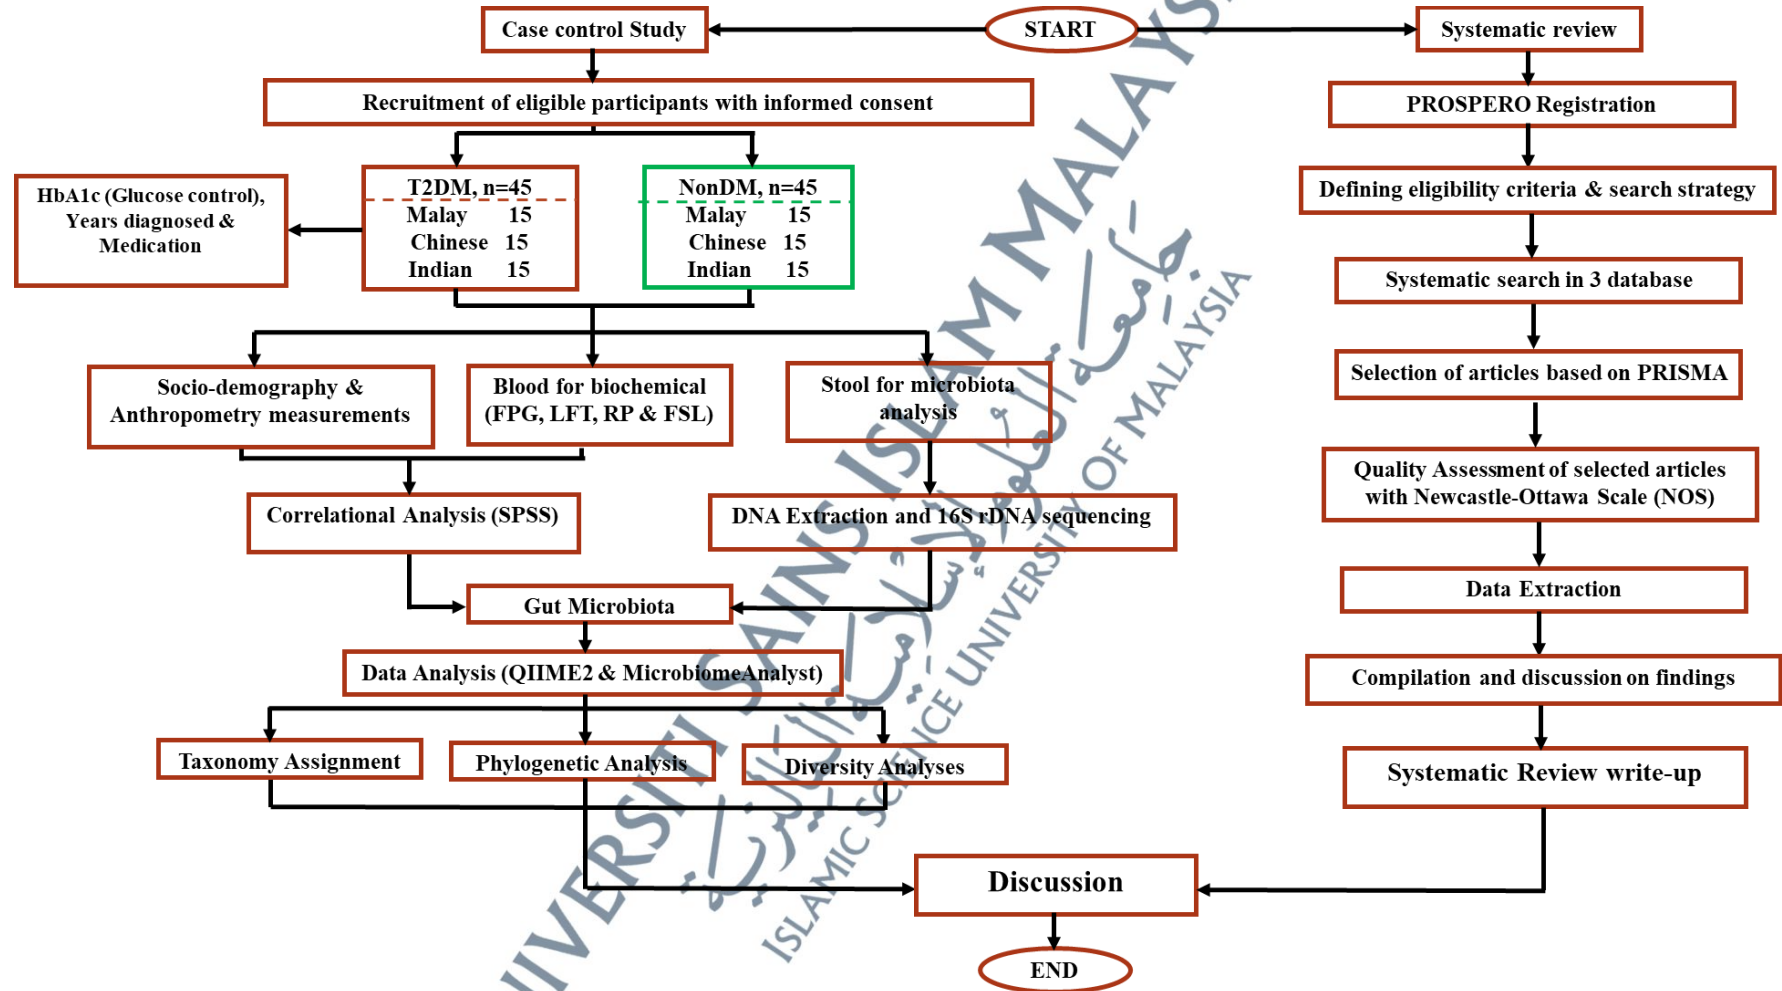 START
Case control Study
Recruitment of eligible participants with informed consent
HbA1c (Glucose control),
Years diagnosed &
Medication
T2DM, n=45
Malay 15
Chinese 15
Indian 15
NonDM, n=45
Malay 15
Chinese 15
Indian 15
Socio-demography &
Anthropometry measurements
Blood for biochemical
(FPG, LFT, RP & FSL)
Stool for microbiota
analysis
Correlational Analysis (SPSS)
DNA Extraction and 16S rDNA sequencing
Gut Microbiota
Data Analysis (QIIME2 & MicrobiomeAnalyst)
Taxonomy Assignment
Phylogenetic Analysis
Diversity Analyses
Systematic review
PROSPERO Registration
Defining eligibility criteria & search strategy
Systematic search in 3 database
Selection of articles based on PRISMA
Quality Assessment of selected articles
with Newcastle-Ottawa Scale (NOS)
Data Extraction
Compilation and discussion on findings
Systematic Review write-up
Discussion
END
SAINS ISLAM MALAYS
جامعة العلوم الإسلامية الماليزية
ISLAMIC SCIENCE UNIVERSITY OF MALAYSIA